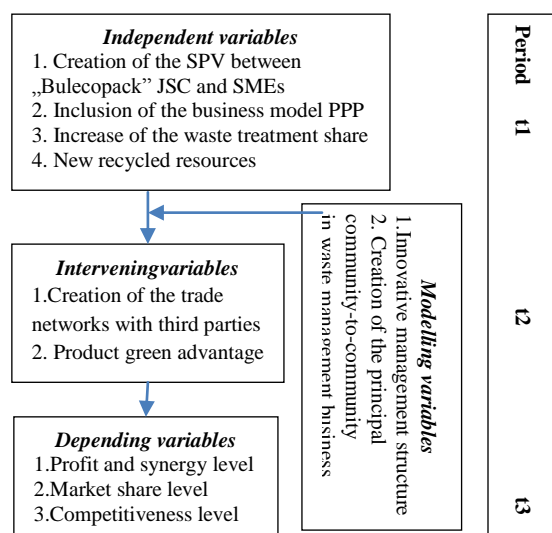 Independent variables
1. Creation of the SPV between
„Bulecopack” JSC and SMEs
2. Inclusion of the business model PPP
3. Increase of the waste treatment share
4. New recycled resources
Interveningvariables
1.Creation of the trade
networks with third parties
2. Product green advantage
Depending variables
1.Profit and synergy level
2.Market share level
3.Competitiveness level
Modelling variables
1.Innovative management structure
2. Creation of the principal
community-to-community
in waste management business
Period
t1
t2
t3